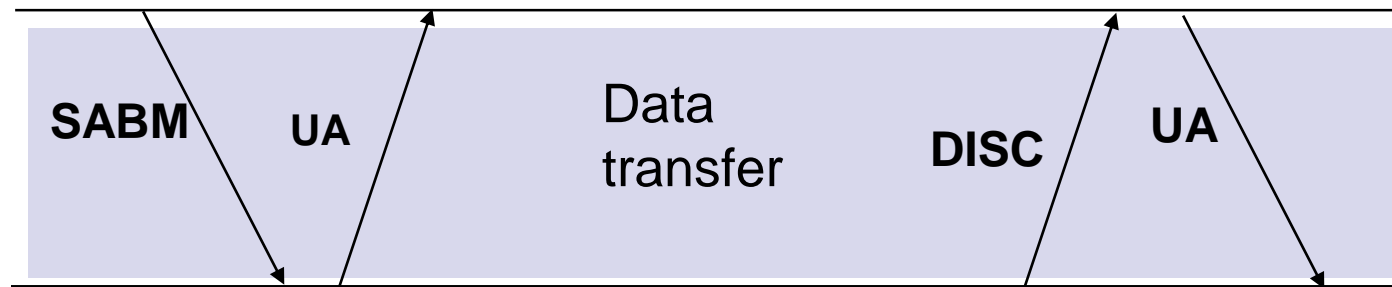 SABM
UA
Data
transfer
DISC
UA